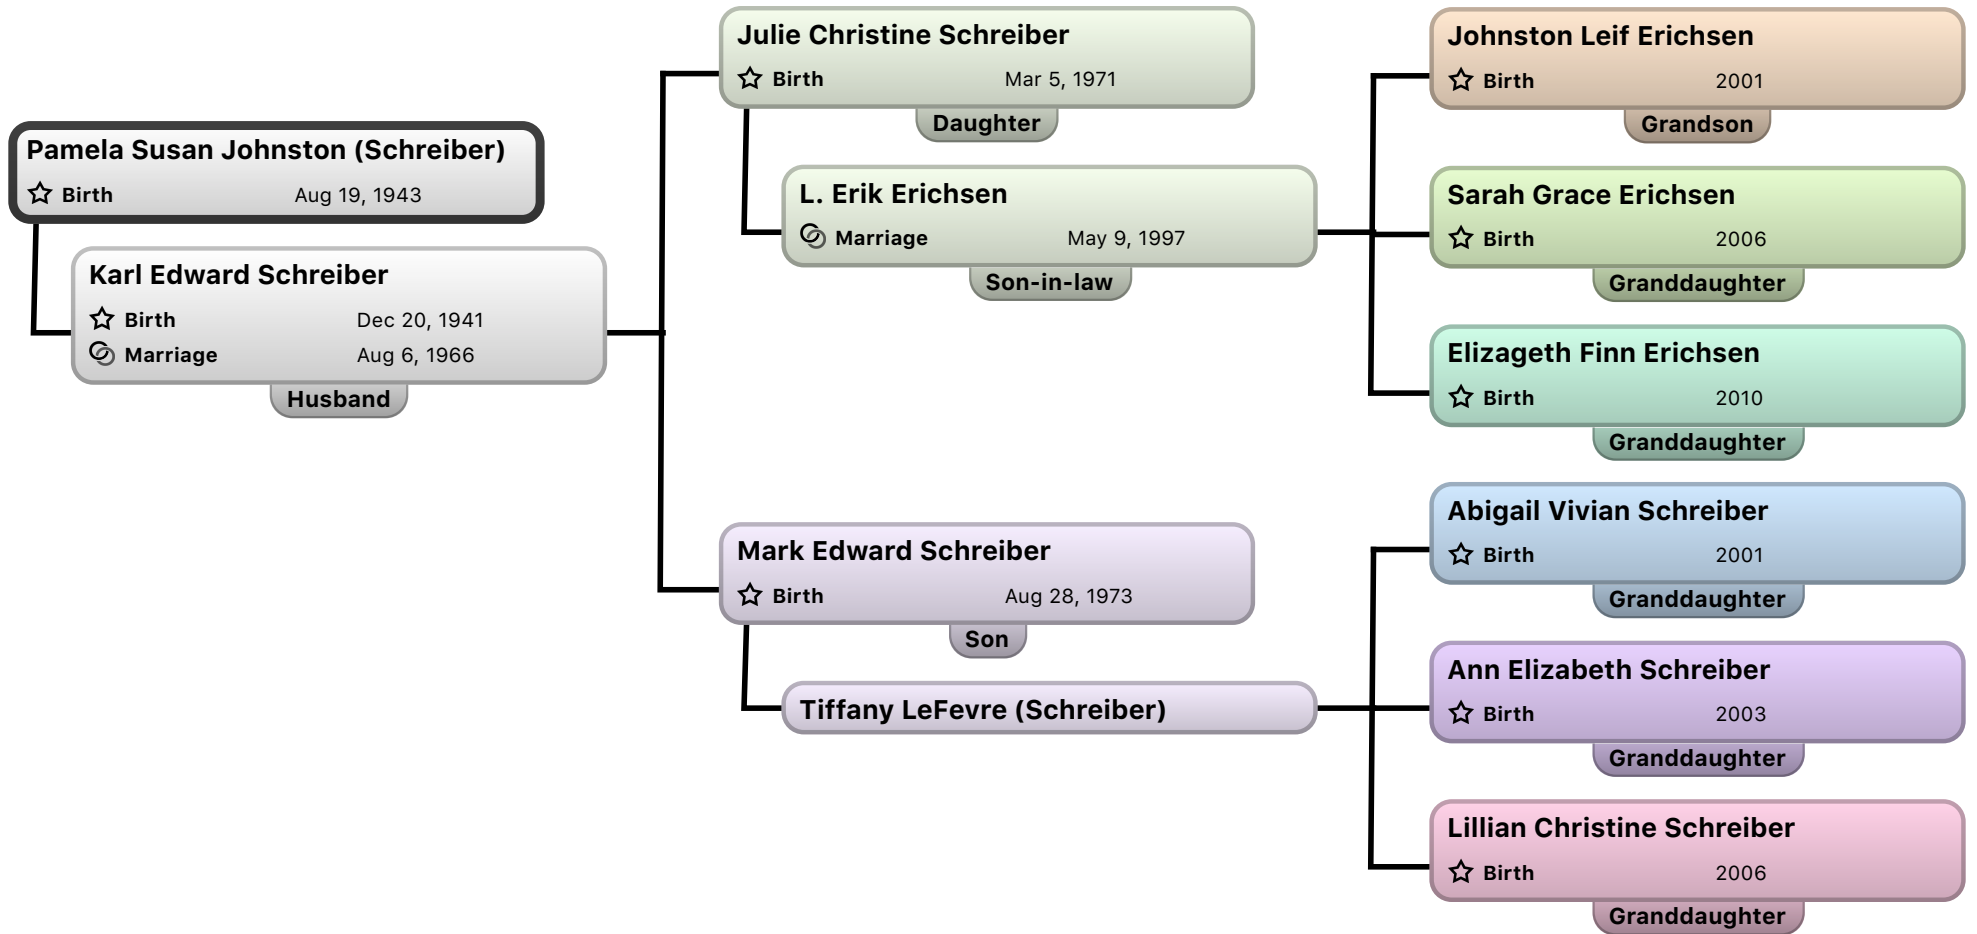 Pamela Susan Johnston (Schreiber)
Birth Aug 19, 1943
Karl Edward Schreiber
Birth Dec 20, 1941
Marriage Aug 6, 1966
Husband
Julie Christine Schreiber
Birth Mar 5, 1971
Daughter
L. Erik Erichsen
Marriage May 9, 1997
Son-in-law
Mark Edward Schreiber
Birth Aug 28, 1973
Son
Tiffany LeFevre (Schreiber)
Johnston Leif Erichsen
Birth 2001
Grandson
Sarah Grace Erichsen
Birth 2006
Granddaughter
Elizageth Finn Erichsen
Birth 2010
Granddaughter
Abigail Vivian Schreiber
Birth 2001
Granddaughter
Ann Elizabeth Schreiber
Birth 2003
Granddaughter
Lillian Christine Schreiber
Birth 2006
Granddaughter